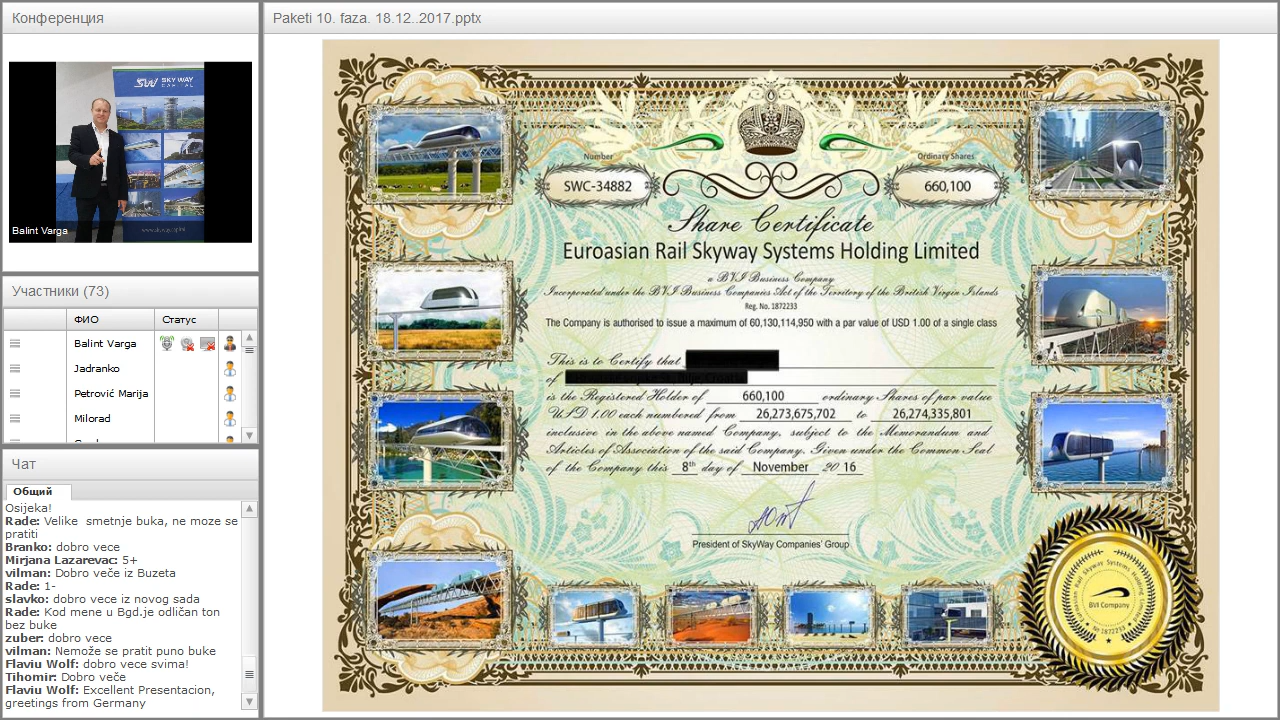 Конференция
SKY WAY
CAPITAL
Balint Varga
Участники (73)
ФИО
Статус
Balint Varga
Jadranko
Petrović Marija
Milorad
Чат
Общий
Osijeka!
Rade: Velike smetnje buka, ne moze se
pratiti
Branko: dobro vece
Mirjana Lazarevac: 5+
vilman: Dobro veče iz Buzeta
Rade: 1-
slavko: dobro vece iz novog sada
Rade: Kod mene u Bgd.je odličan ton
bez buke
zuber: dobro vece
vilman: Nemože se pratit puno buke
Flaviu Wolf: dobro vece svima!
Tihomir: Dobro veče
Flaviu Wolf: Excellent Presentacion,
greetings from Germany
Paketi 10. faza. 18.12..2017.pptx
Number
SWC-34882
Ordinary Shares
660,100
Share Certificate
Euroasian Rail Skyway Systems Holding Limited
a BVI Business Company
Incorporated under the BVI Business Companies Act of the Territory of the British Virgin Islands
Reg. No. 1872233
The Company is authorised to issue a maximum of 60,130,114,950 with a par value of USD 1.00 of a single class
This is to Certify that
of
is the Registered Holder of 660,100 ordinary Shares of par value
USD 1.00 each numbered from 26,273,675,702 to 26,274,335,801
inclusive in the above named Company, subject to the Memorandum and
Articles of Association of the said Company. Given under the Common Seal
of the Company this 8th day of November 20 16
President of SkyWay Companies' Group
Euroasian Rail Skyway Systems Holding Limited
BVI Company
No 1872233